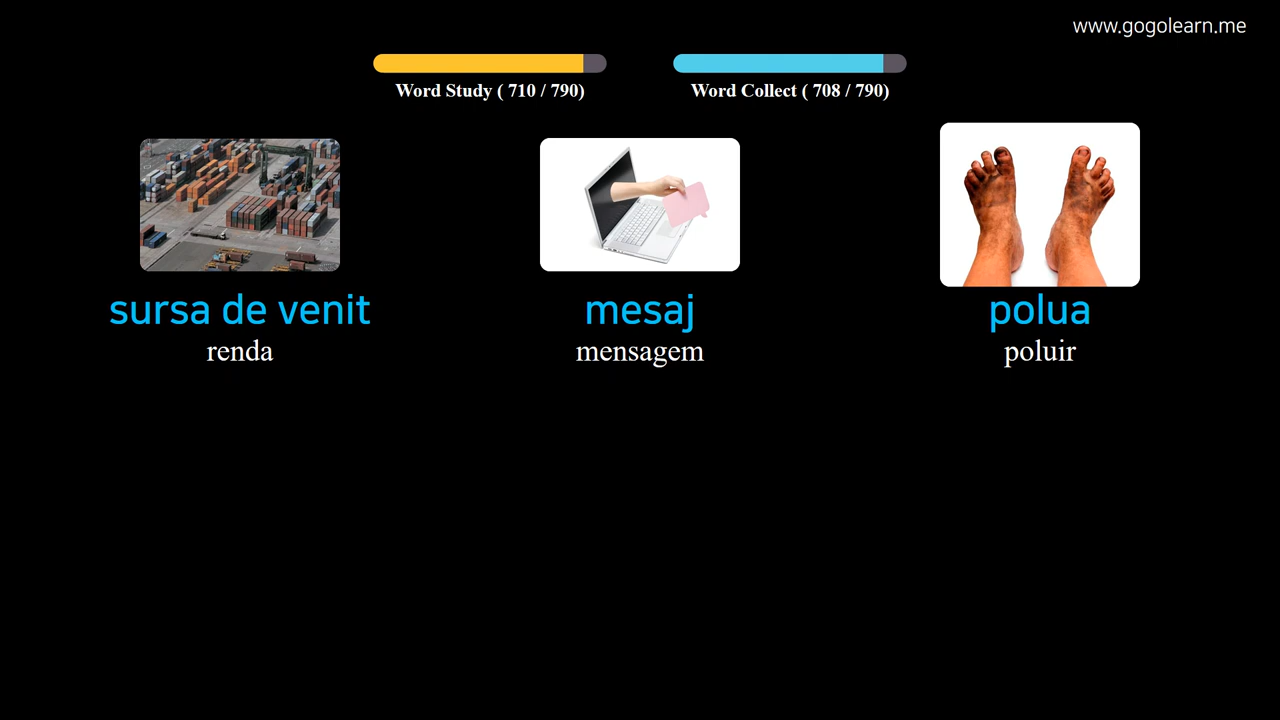 www.gogolearn.me
Word Study ( 710 / 790)
Word Collect ( 708 / 790)
sursa de venit
renda
mesaj
mensagem
polua
poluir